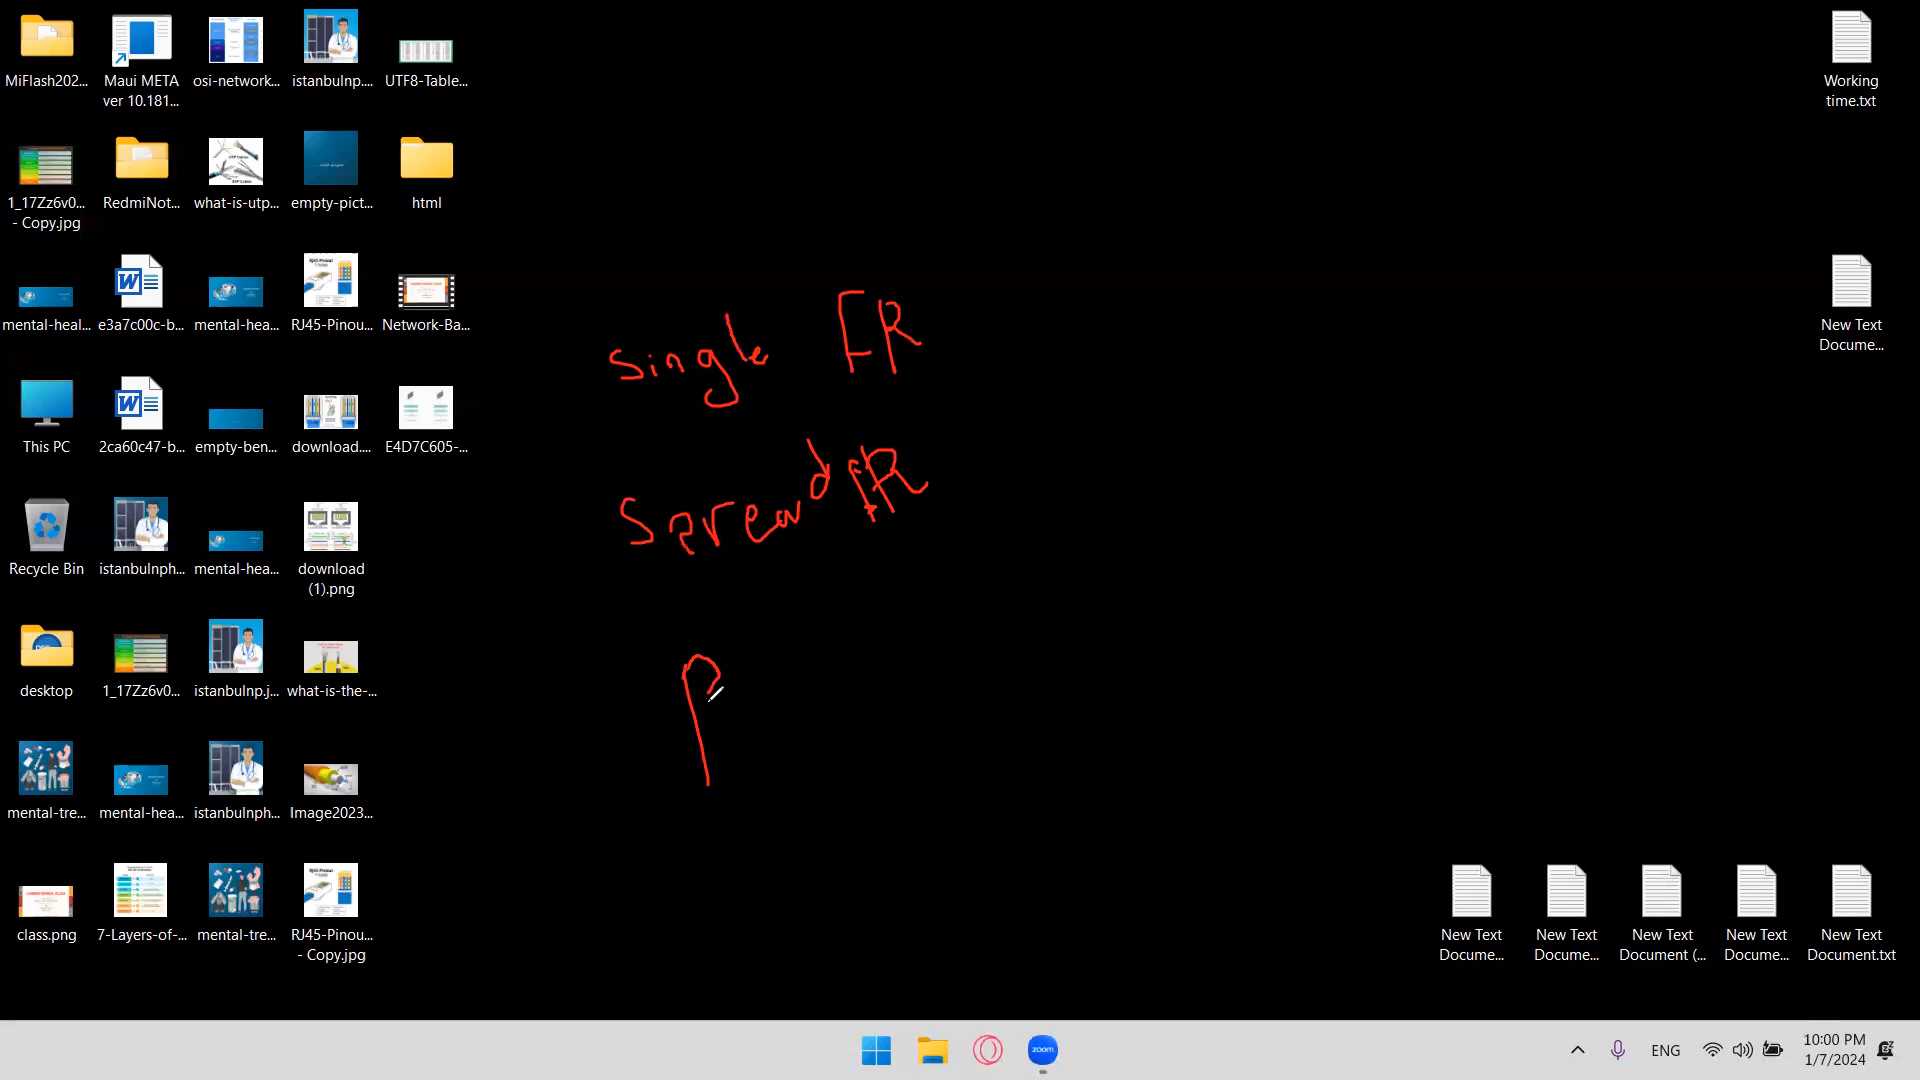 MiFlash202...
Maui META
ver 10.181...
osi-network...
istanbulnp....
UTF8-Table...
Working
time.txt
1_17Zz6v0...
- Copy.jpg
RedmiNot...
what-is-utp...
empty-pict...
html
mental-heal...
e3a7c00c-b...
mental-hea...
RJ45-Pinou...
Network-Ba...
New Text
Docume...
Single FR
This PC
2ca60c47-b...
empty-ben...
download....
E4D7C605-...
Spread FR
Recycle Bin
istanbulnph...
mental-hea...
download
(1).png
desktop
1_17Zz6v0...
istanbulnp.j...
what-is-the-...
P
mental-tre...
mental-hea...
istanbulnph...
Image2023...
class.png
7-Layers-of-...
mental-tre...
RJ45-Pinou...
- Copy.jpg
New Text
Docume...
New Text
Docume...
New Text
Document (...
New Text
Docume...
New Text
Document.txt
zoom
ENG
10:00 PM
1/7/2024